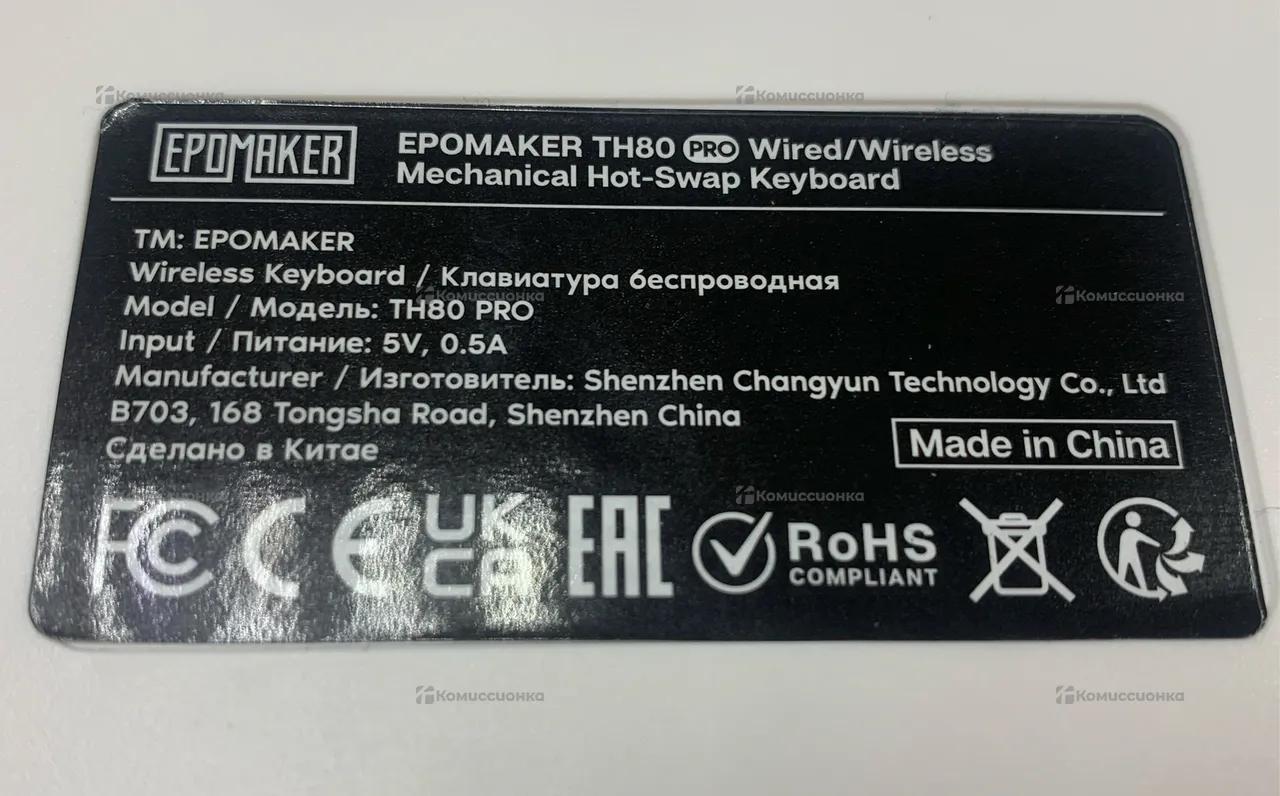 Комиссионка
Комиссионка
EPOMAKER
EPOMAKER TH80 PRO Wired/Wireless
Mechanical Hot-Swap Keyboard
TM: EPOMAKER
Wireless Keyboard / Клавиатура беспроводная
Комиссионка
Комиссионка
Model / Модель: TH80 PRO
Input / Питание: 5V, 0.5A
Manufacturer / Изготовитель: Shenzhen Changyun Technology Co., Ltd
B703, 168 Tongsha Road, Shenzhen China
Сделано в Китае
Made in China
Комиссионка
Комиссионка
FC CE UK
CA EAC RoHS
COMPLIANT
Комиссионка
Комиссионка